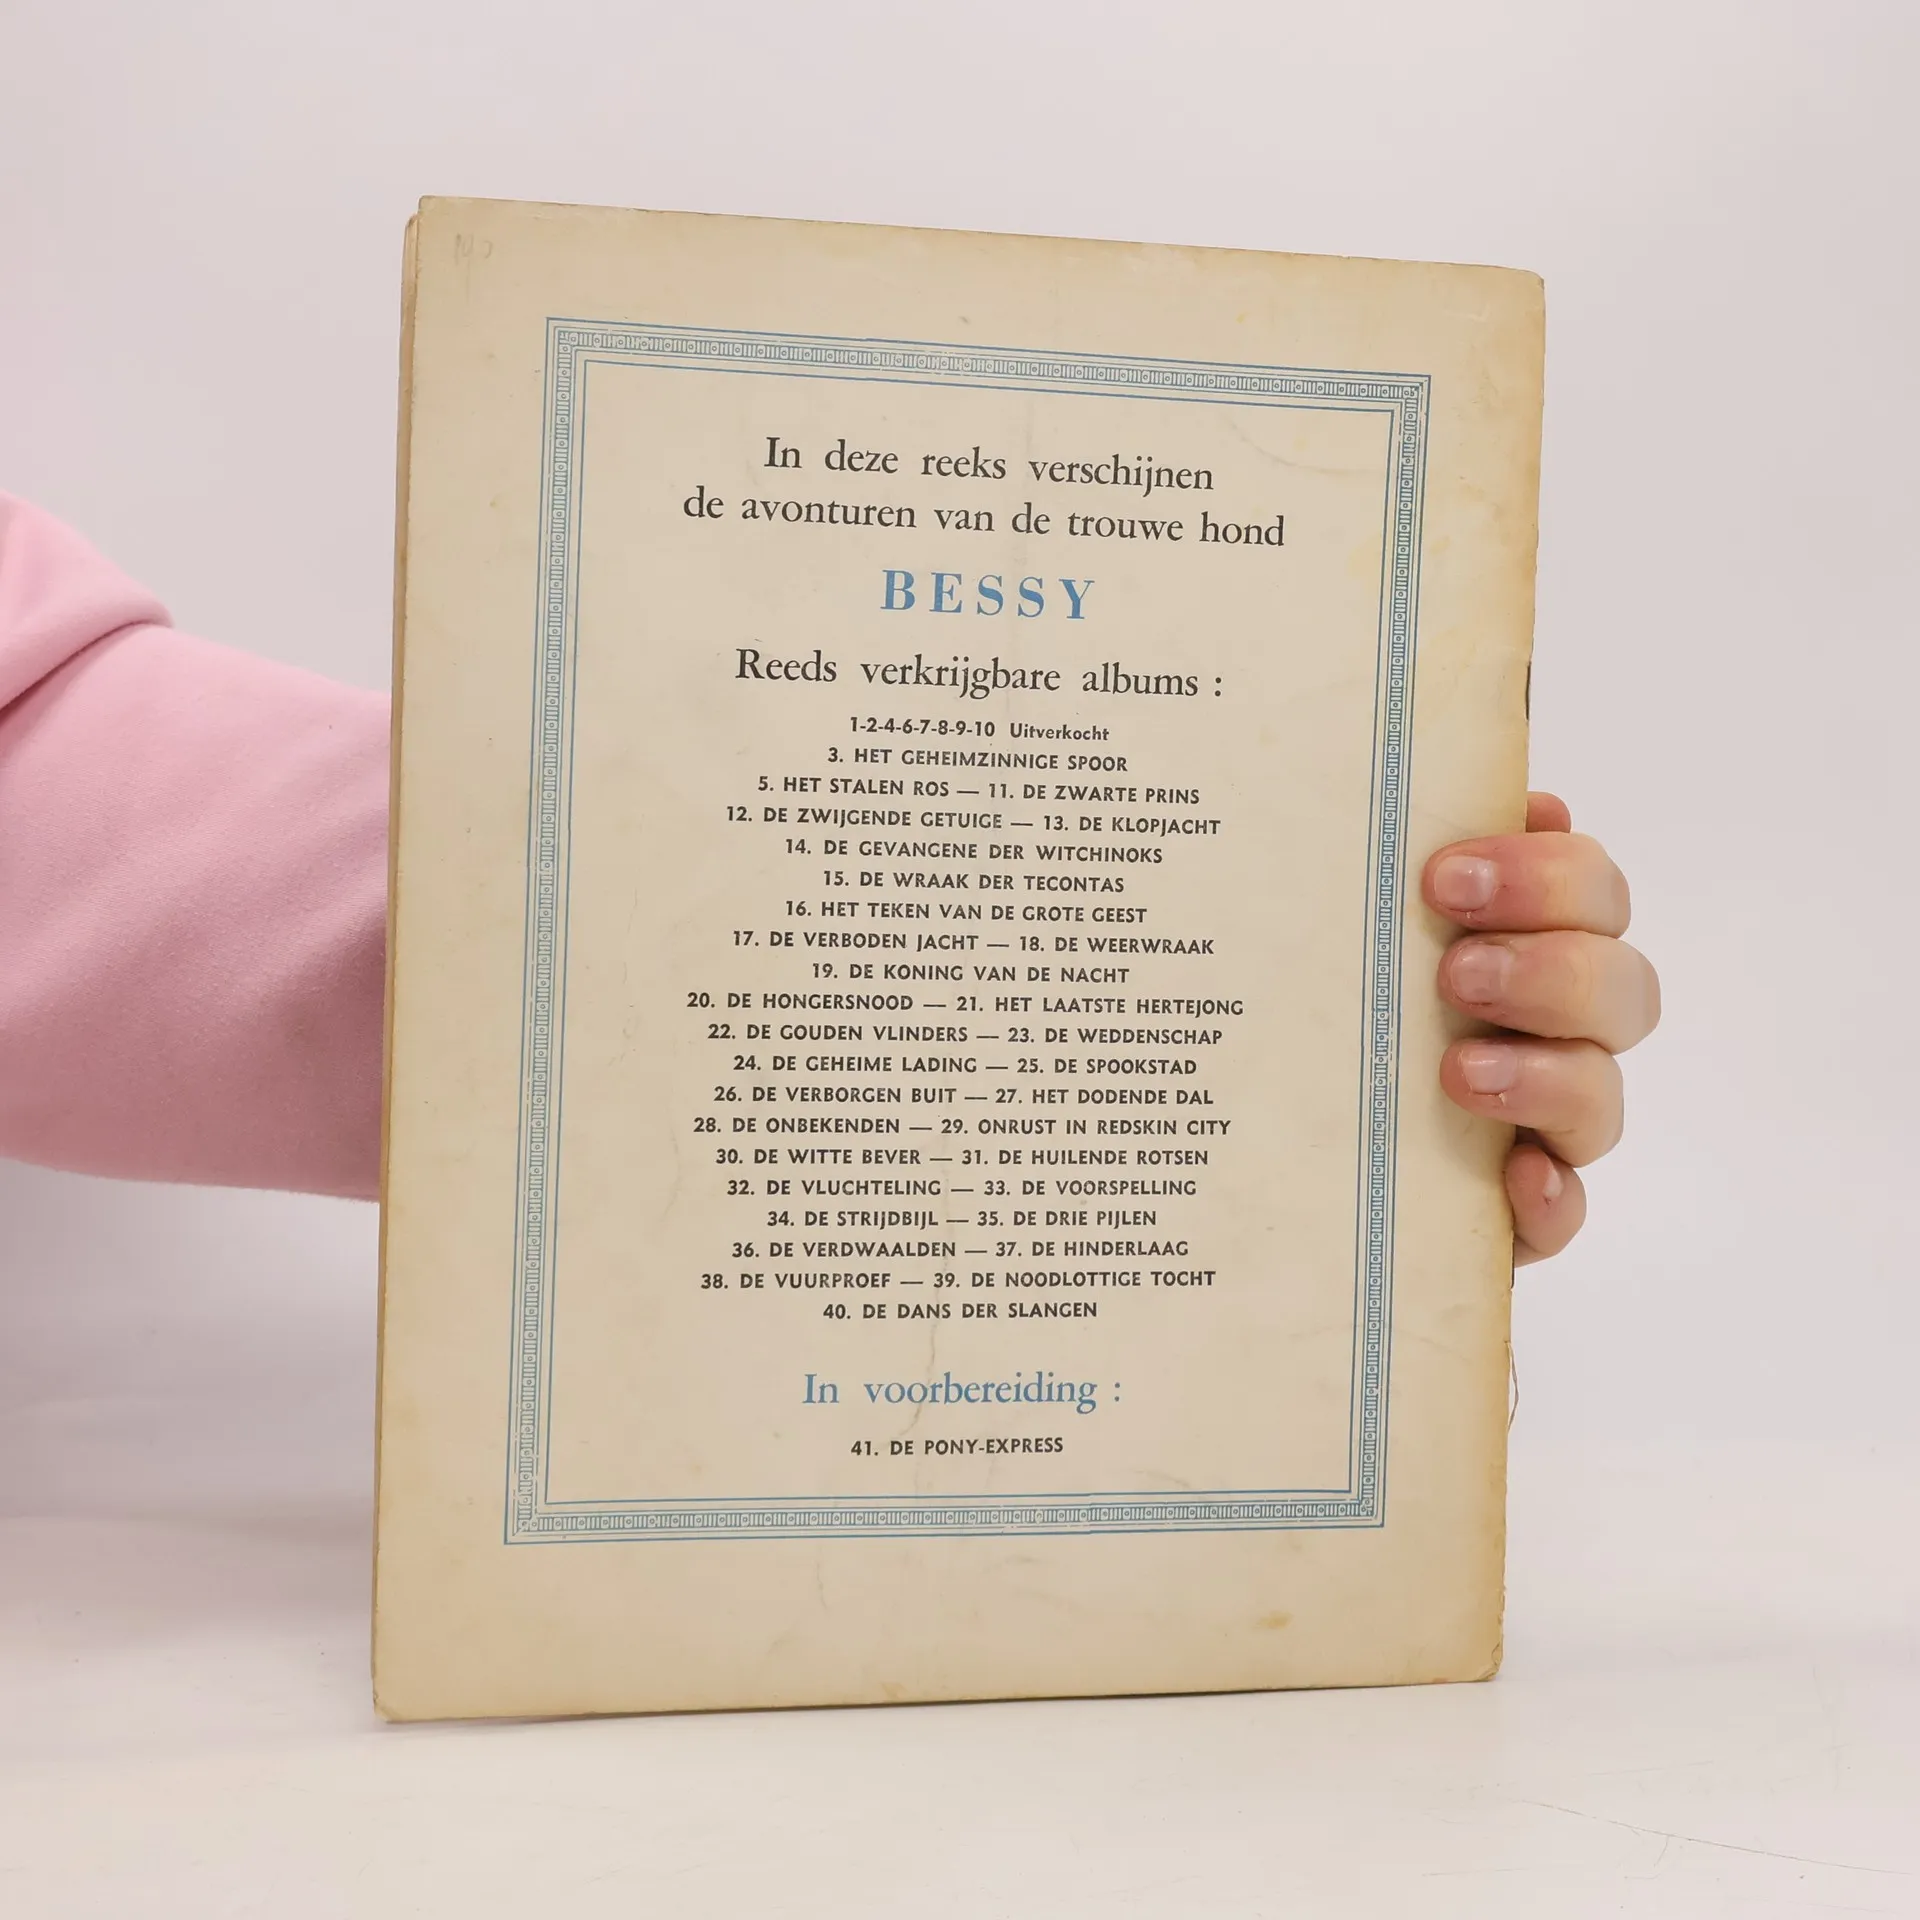 In deze reeks verschijnen
de avonturen van de trouwe hond
BESSY
Reeds verkrijgbare albums :
1-2-4-6-7-8-9-10 Uitverkocht
3. HET GEHEIMZINNIGE SPOOR
5. HET STALEN ROS — 11. DE ZWARTE PRINS
12. DE ZWIJGENDE GETUIGE — 13. DE KLOPJACHT
14. DE GEVANGENE DER WITCHINOKS
15. DE WRAAK DER TECONTAS
16. HET TEKEN VAN DE GROTE GEEST
17. DE VERBODEN JACHT — 18. DE WEERWRAAK
19. DE KONING VAN DE NACHT
20. DE HONGERSNOOD — 21. HET LAATSTE HERTEJONG
22. DE GOUDEN VLINDERS — 23. DE WEDDENSCHAP
24. DE GEHEIME LADING — 25. DE SPOOKSTAD
26. DE VERBORGEN BUIT — 27. HET DODENDE DAL
28. DE ONBEKENDEN — 29. ONRUST IN REDSKIN CITY
30. DE WITTE BEVER — 31. DE HUILENDE ROTSEN
32. DE VLUCHTELING — 33. DE VOORSPELLING
34. DE STRIJDBIJL — 35. DE DRIE PIJLEN
36. DE VERDWAALDEN — 37. DE HINDERLAAG
38. DE VUURPROEF — 39. DE NOODLOTTIGE TOCHT
40. DE DANS DER SLANGEN
In voorbereiding :
41. DE PONY-EXPRESS